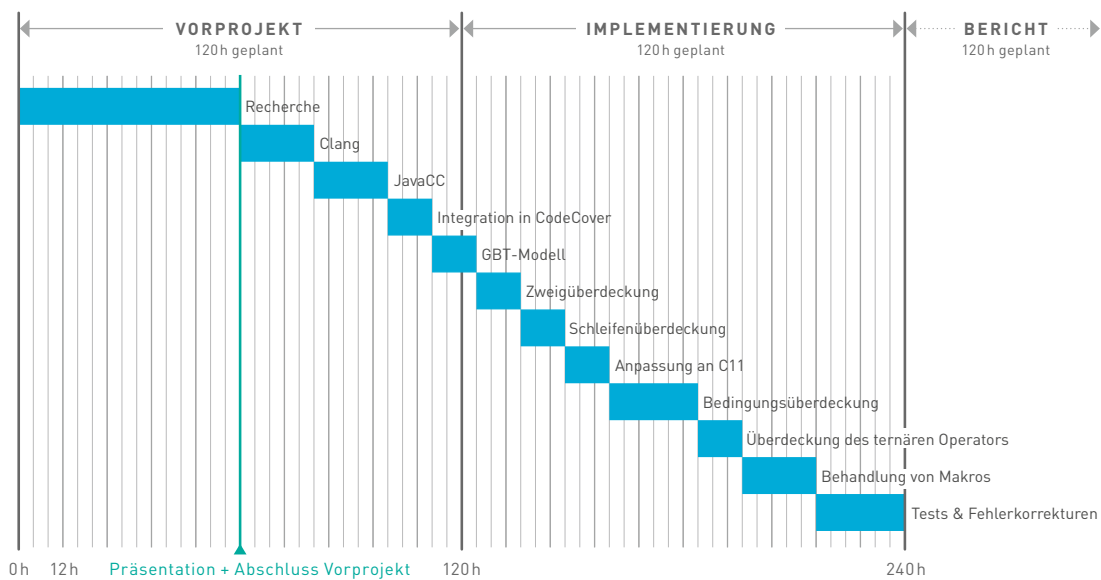 VORPROJEKT
120h geplant
IMPLEMENTIERUNG
120h geplant
BERICHT
120h geplant
Recherche
Clang
JavaCC
Integration in CodeCover
GBT-Modell
Zweigüberdeckung
Schleifenüberdeckung
Anpassung an C11
Bedingungsüberdeckung
Überdeckung des ternären Operators
Behandlung von Makros
Tests & Fehlerkorrekturen
0h 12h Präsentation + Abschluss Vorprojekt 120h 240h